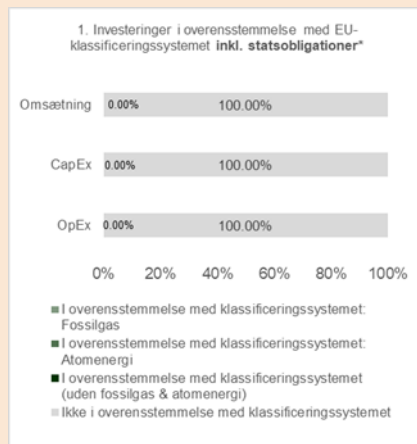 1. Investeringer i overensstemmelse med EU-
klassificeringssystemet inkl. statsobligationer*
Omsætning 0.00% 100.00%
CapEx 0.00% 100.00%
OpEx 0.00% 100.00%
0% 20% 40% 60% 80% 100%
I overensstemmelse med klassificeringssystemet:
Fossilgas
I overensstemmelse med klassificeringssystemet:
Atomenergi
I overensstemmelse med klassificeringssystemet
(uden fossilgas & atomenergi)
Ikke i overensstemmelse med klassificeringssystemet